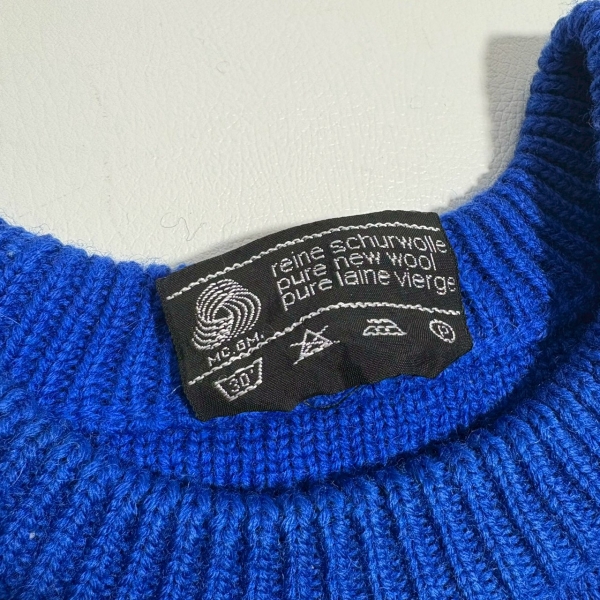 reine schurwolle
pure new wool
pure laine vierge
MC.GM.
30°
P